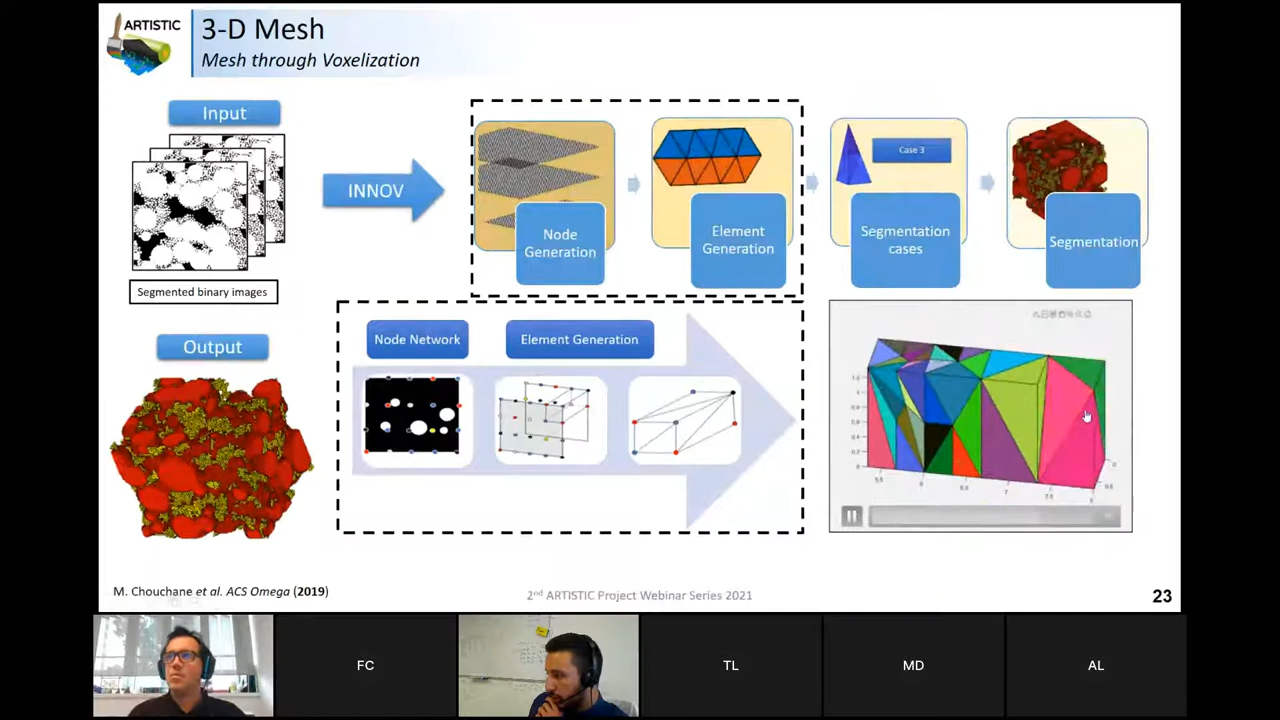 ARTISTIC
3-D Mesh
Mesh through Voxelization
Input
INNOV
Segmented binary images
Node
Generation
Element
Generation
Case 3
Segmentation
cases
Segmentation
Output
Node Network
Element Generation
M. Chouchane et al. ACS Omega (2019)
2nd ARTISTIC Project Webinar Series 2021
23
FC
TL
MD
AL